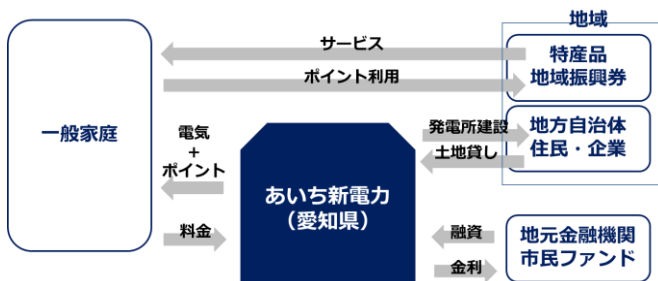 地域
サービス
ポイント利用
特産品
地域振興券
一般家庭
電気
+
ポイント
料金
あいち新電力
（愛知県）
発電所建設
土地貸し
地方自治体
住民・企業
融資
金利
地元金融機関
市民ファンド